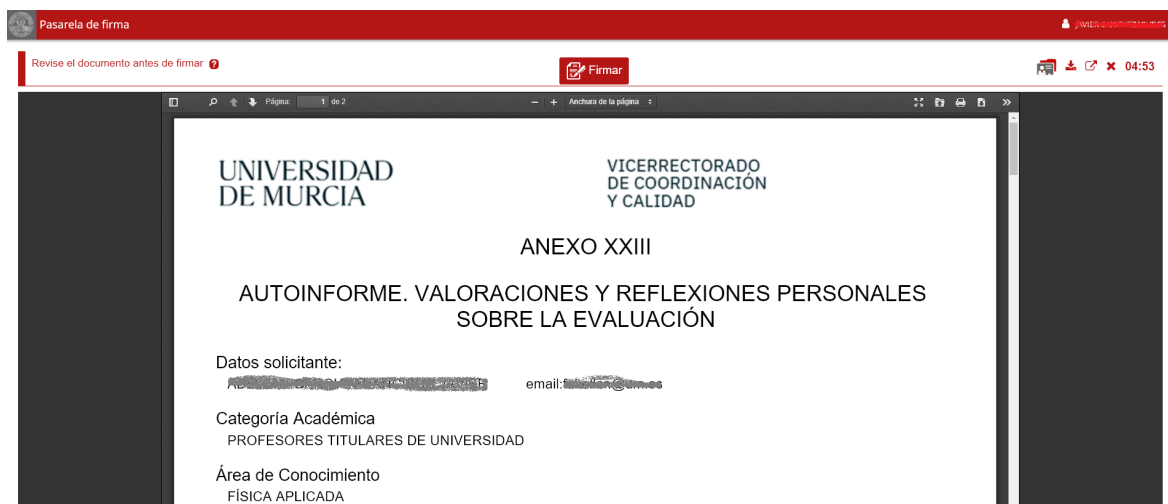 Pasarela de firma
Revise el documento antes de firmar ?
Firmar
04:53
Página: 1 de 2
Anchura de la página
UNIVERSIDAD
DE MURCIA
VICERRECTORADO
DE COORDINACIÓN
Y CALIDAD
ANEXO XXIII
AUTOINFORME. VALORACIONES Y REFLEXIONES PERSONALES
SOBRE LA EVALUACIÓN
Datos solicitante:
email:
Categoría Académica
PROFESORES TITULARES DE UNIVERSIDAD
Área de Conocimiento
FÍSICA APLICADA